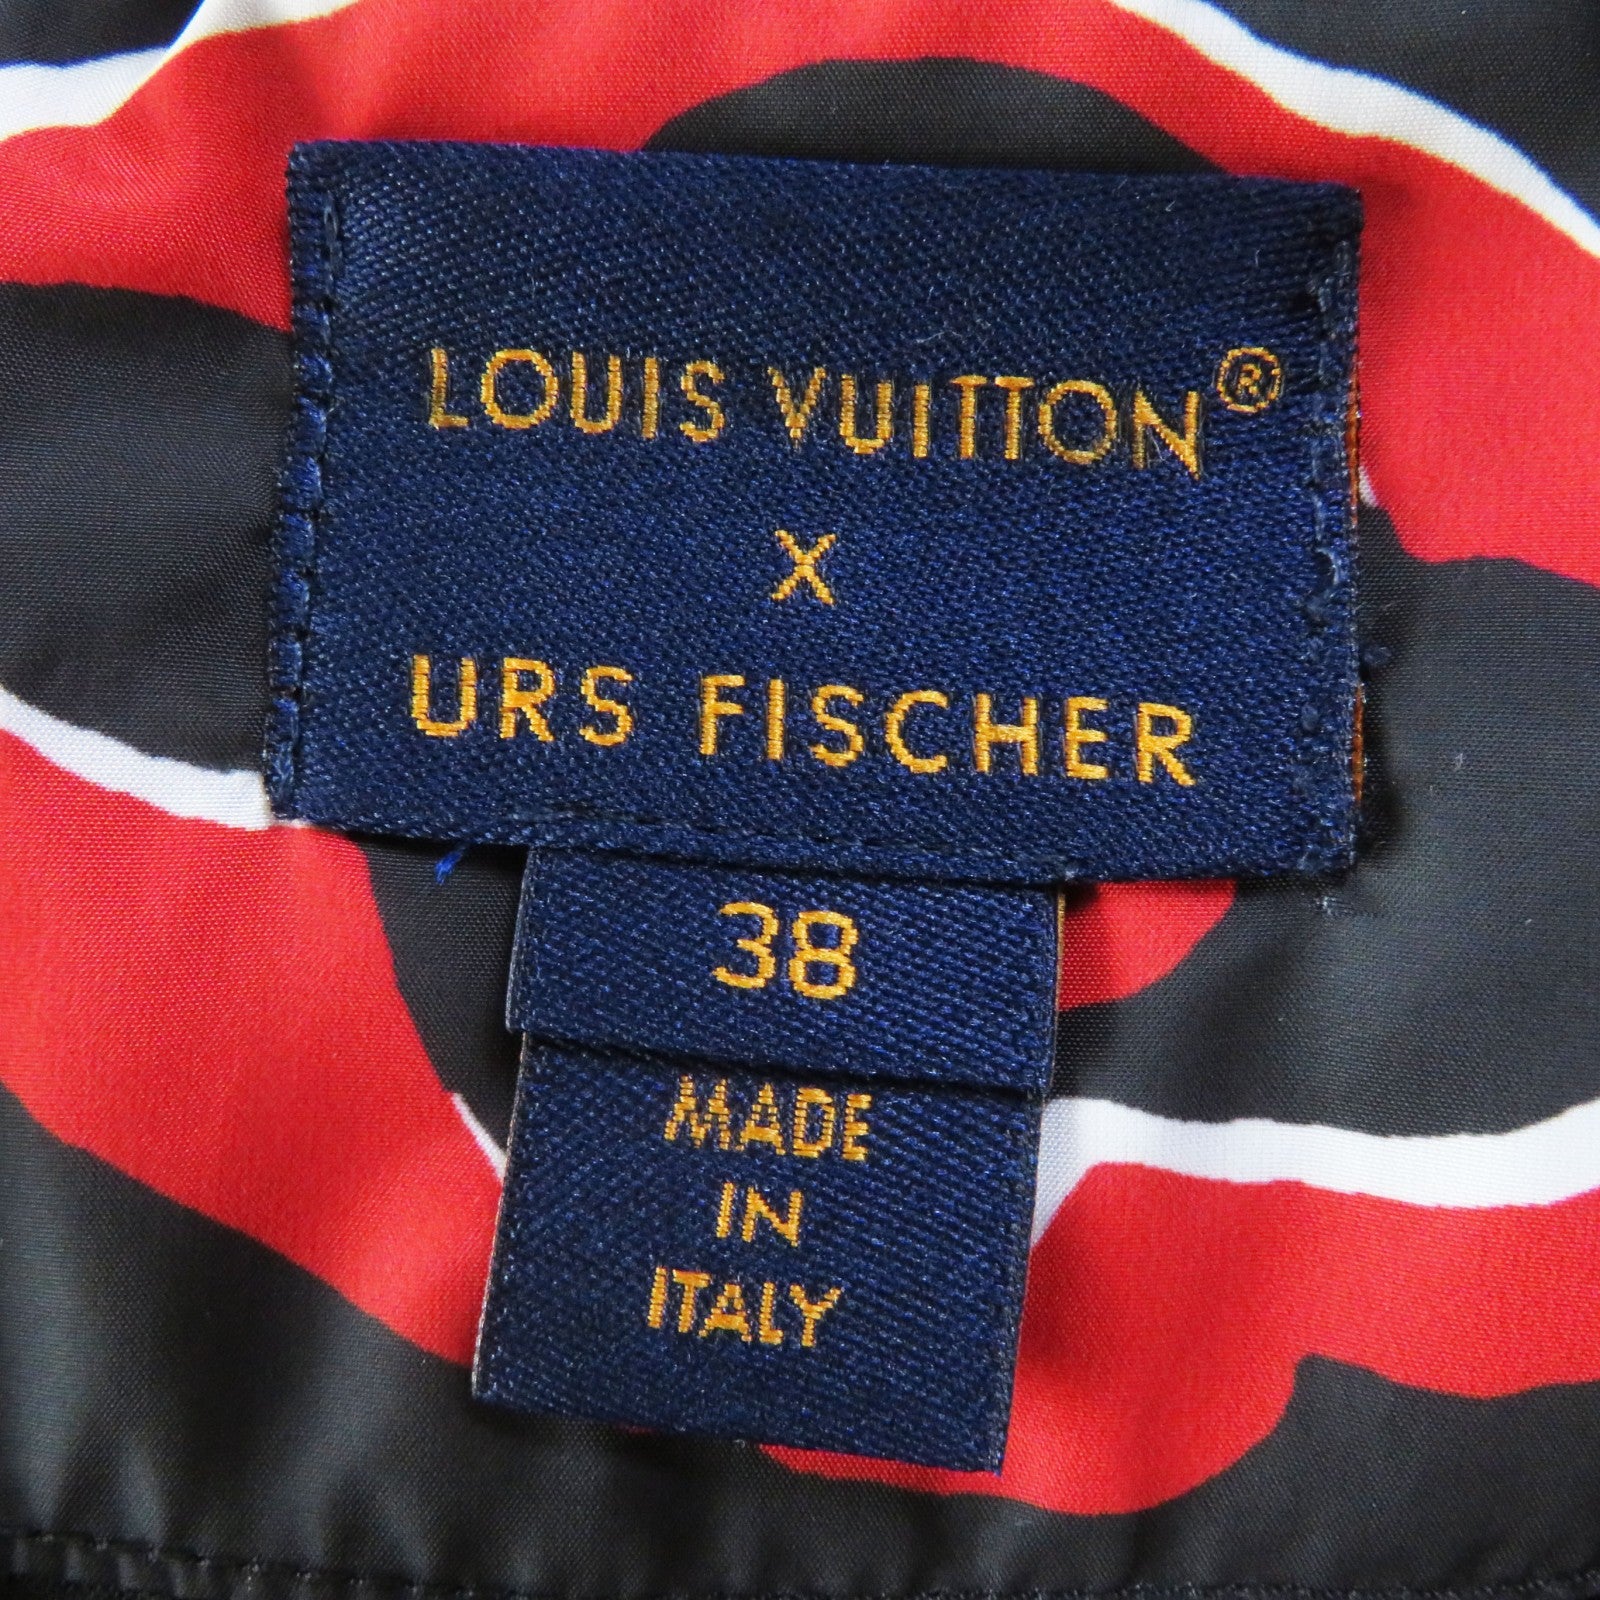 LOUIS VUITTON®
X
URS FISCHER
38
MADE
IN
ITALY